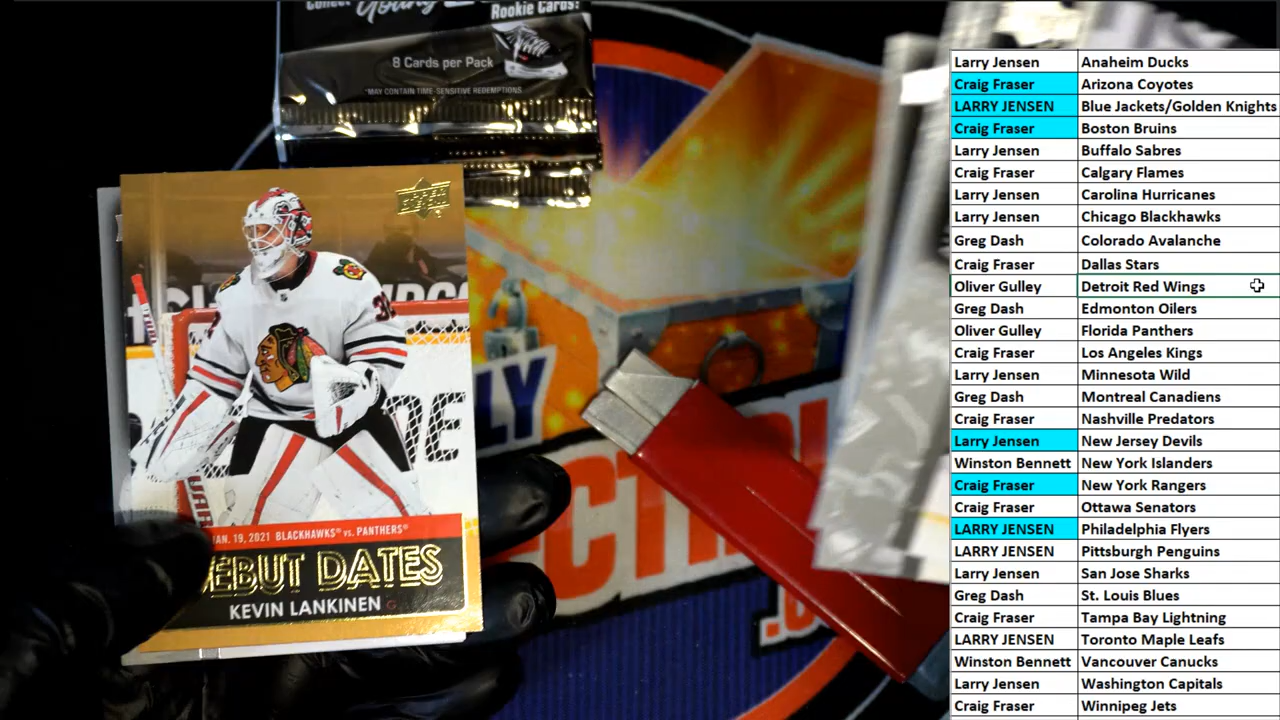 Rookie Cards!
Young
8 Cards per Pack
*MAY CONTAIN TIME-SENSITIVE REDEMPTIONS.
UPPER DECK
JAN. 19, 2021 BLACKHAWKS® vs. PANTHERS®
DEBUT DATES
KEVIN LANKINEN G
LY
CTI
Larry Jensen Anaheim Ducks
Craig Fraser Arizona Coyotes
LARRY JENSEN Blue Jackets/Golden Knights
Craig Fraser Boston Bruins
Larry Jensen Buffalo Sabres
Craig Fraser Calgary Flames
Larry Jensen Carolina Hurricanes
Larry Jensen Chicago Blackhawks
Greg Dash Colorado Avalanche
Craig Fraser Dallas Stars
Oliver Gulley Detroit Red Wings
Greg Dash Edmonton Oilers
Oliver Gulley Florida Panthers
Craig Fraser Los Angeles Kings
Larry Jensen Minnesota Wild
Greg Dash Montreal Canadiens
Craig Fraser Nashville Predators
Larry Jensen New Jersey Devils
Winston Bennett New York Islanders
Craig Fraser New York Rangers
Craig Fraser Ottawa Senators
LARRY JENSEN Philadelphia Flyers
LARRY JENSEN Pittsburgh Penguins
Larry Jensen San Jose Sharks
Greg Dash St. Louis Blues
Craig Fraser Tampa Bay Lightning
LARRY JENSEN Toronto Maple Leafs
Winston Bennett Vancouver Canucks
Larry Jensen Washington Capitals
Craig Fraser Winnipeg Jets